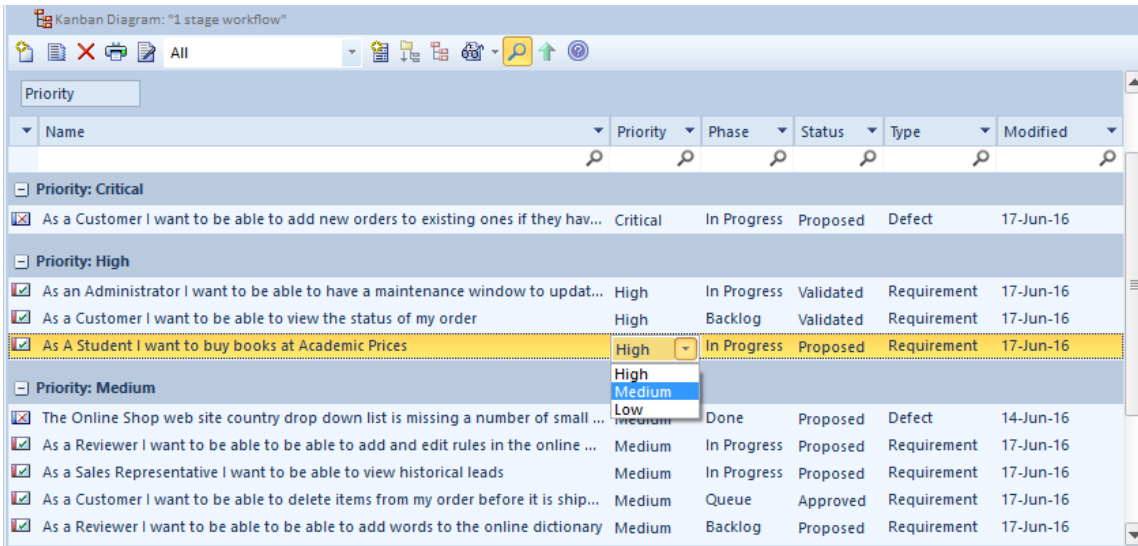 Kanban Diagram: "1 stage workflow"
All
Priority
Name Priority Phase Status Type Modified
Priority: Critical
As a Customer I want to be able to add new orders to existing ones if they hav... Critical In Progress Proposed Defect 17-Jun-16
Priority: High
As an Administrator I want to be able to have a maintenance window to updat... High In Progress Validated Requirement 17-Jun-16
As a Customer I want to be able to view the status of my order High Backlog Validated Requirement 17-Jun-16
As A Student I want to buy books at Academic Prices High In Progress Proposed Requirement 17-Jun-16
High
Priority: Medium
Medium
Low
The Online Shop web site country drop down list is missing a number of small ... Medium Done Proposed Defect 14-Jun-16
As a Reviewer I want to be able to be able to add and edit rules in the online ... Medium In Progress Proposed Requirement 17-Jun-16
As a Sales Representative I want to be able to view historical leads Medium In Progress Proposed Requirement 17-Jun-16
As a Customer I want to be able to delete items from my order before it is ship... Medium Queue Approved Requirement 17-Jun-16
As a Reviewer I want to be able to be able to add words to the online dictionary Medium Backlog Proposed Requirement 17-Jun-16